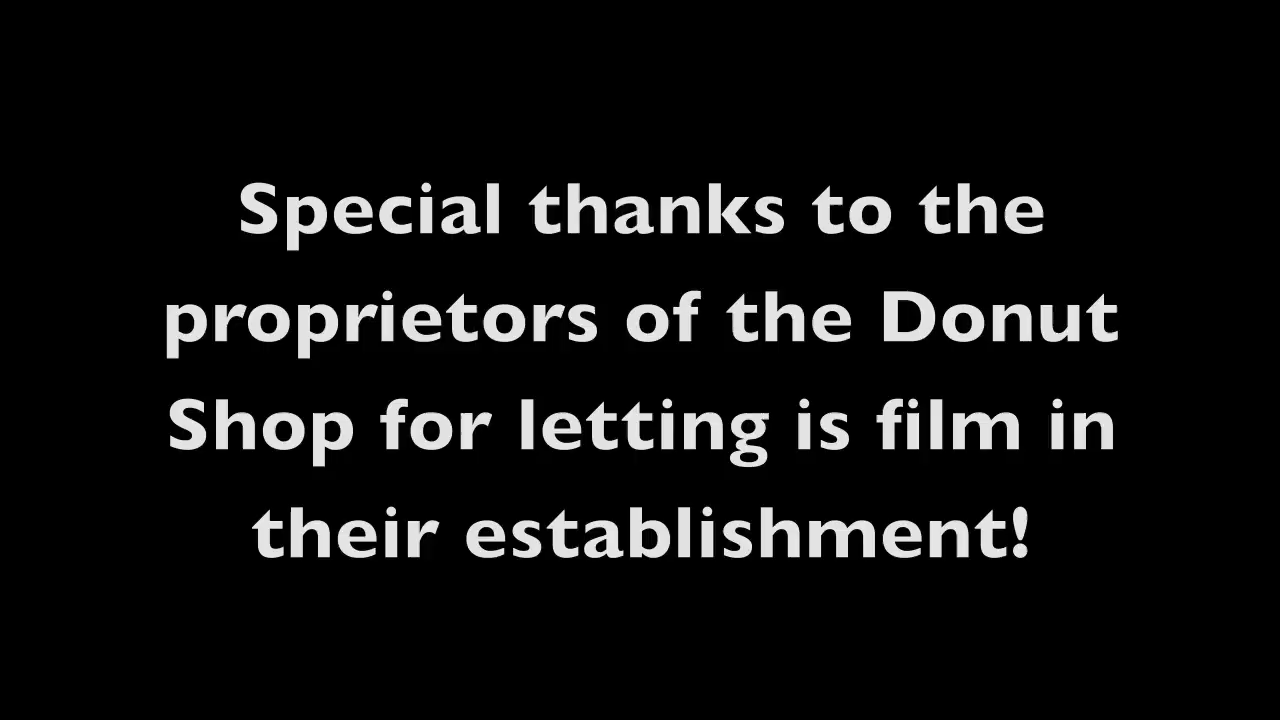 Special thanks to the
proprietors of the Donut
Shop for letting is film in
their establishment!